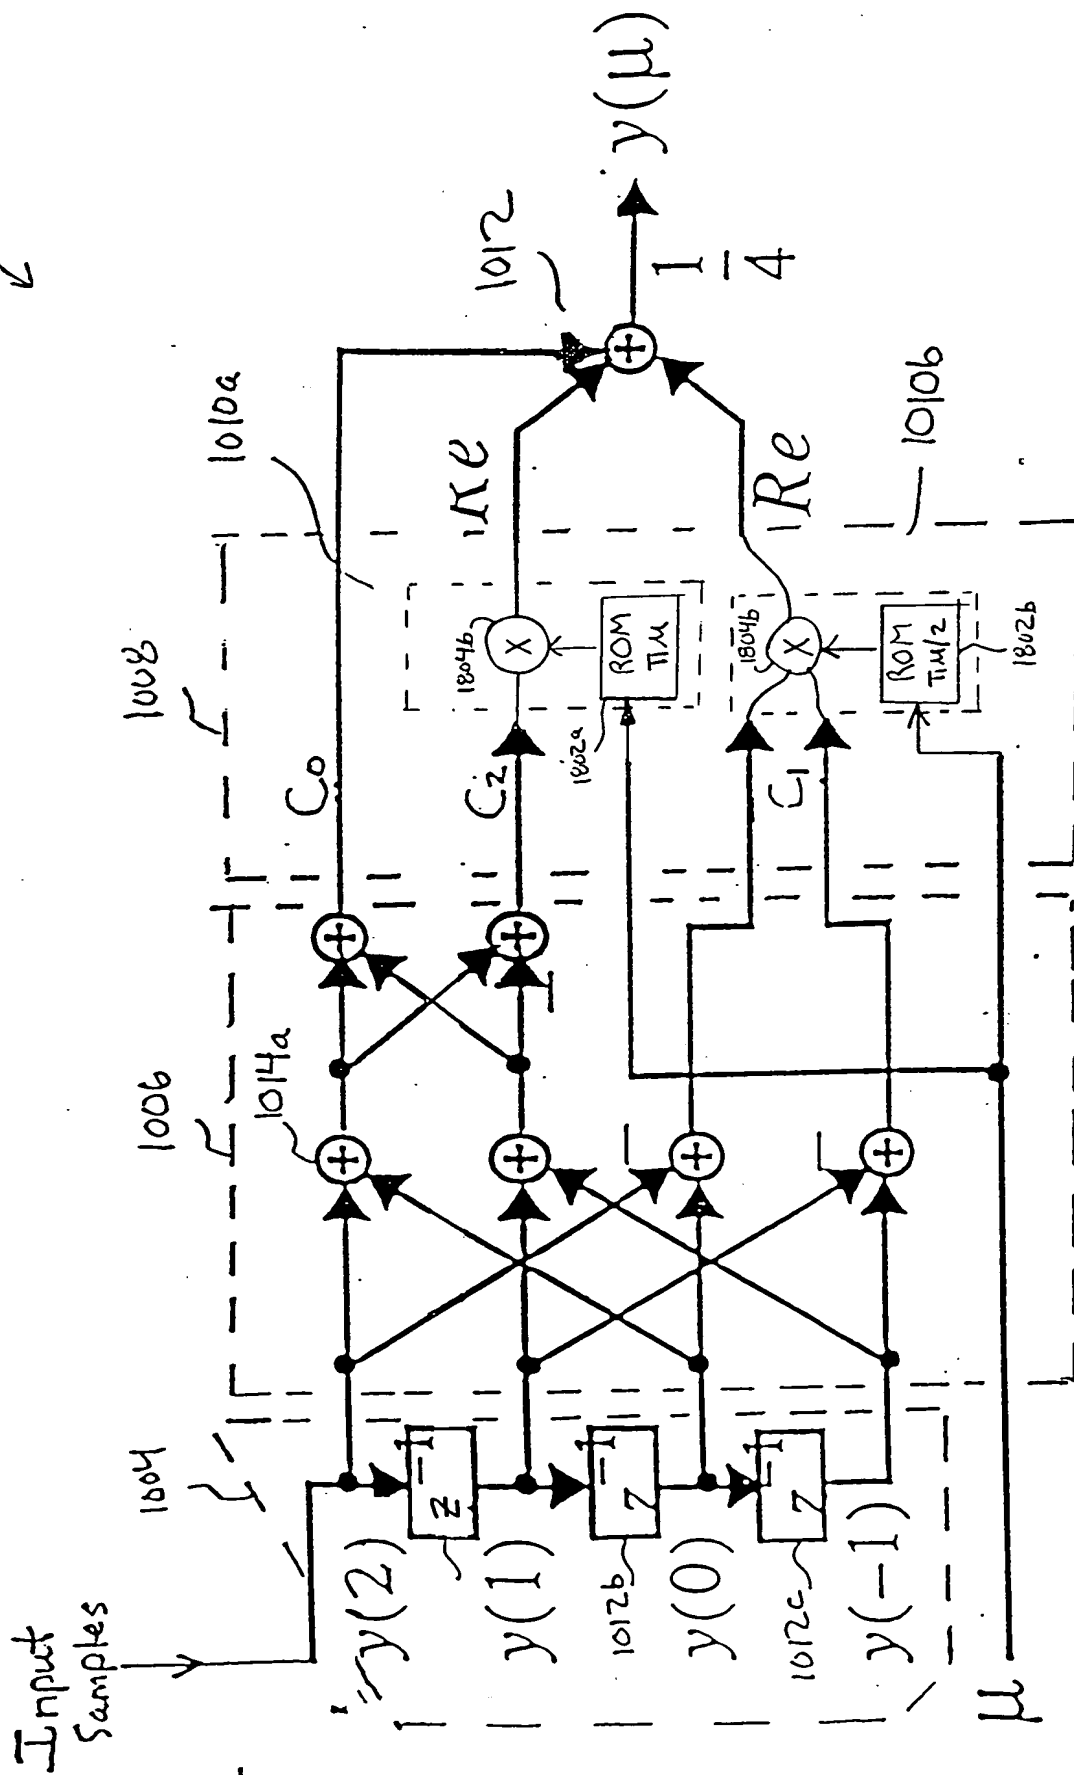 Input
Samples
1004
y(2)
z⁻¹
y(1)
z⁻¹
1012b
y(0)
z⁻¹
1012c
y(−1)
μ
1006
1014a
+
+
+
−
+
−
+
+
−
1008
C₀
C₂
C₁
1010a
1804b
X
ROM
πμ
1802a
1804b
X
ROM
πμ/2
1802b
1010b
Re
Re
1012
+
1/4
y(μ)